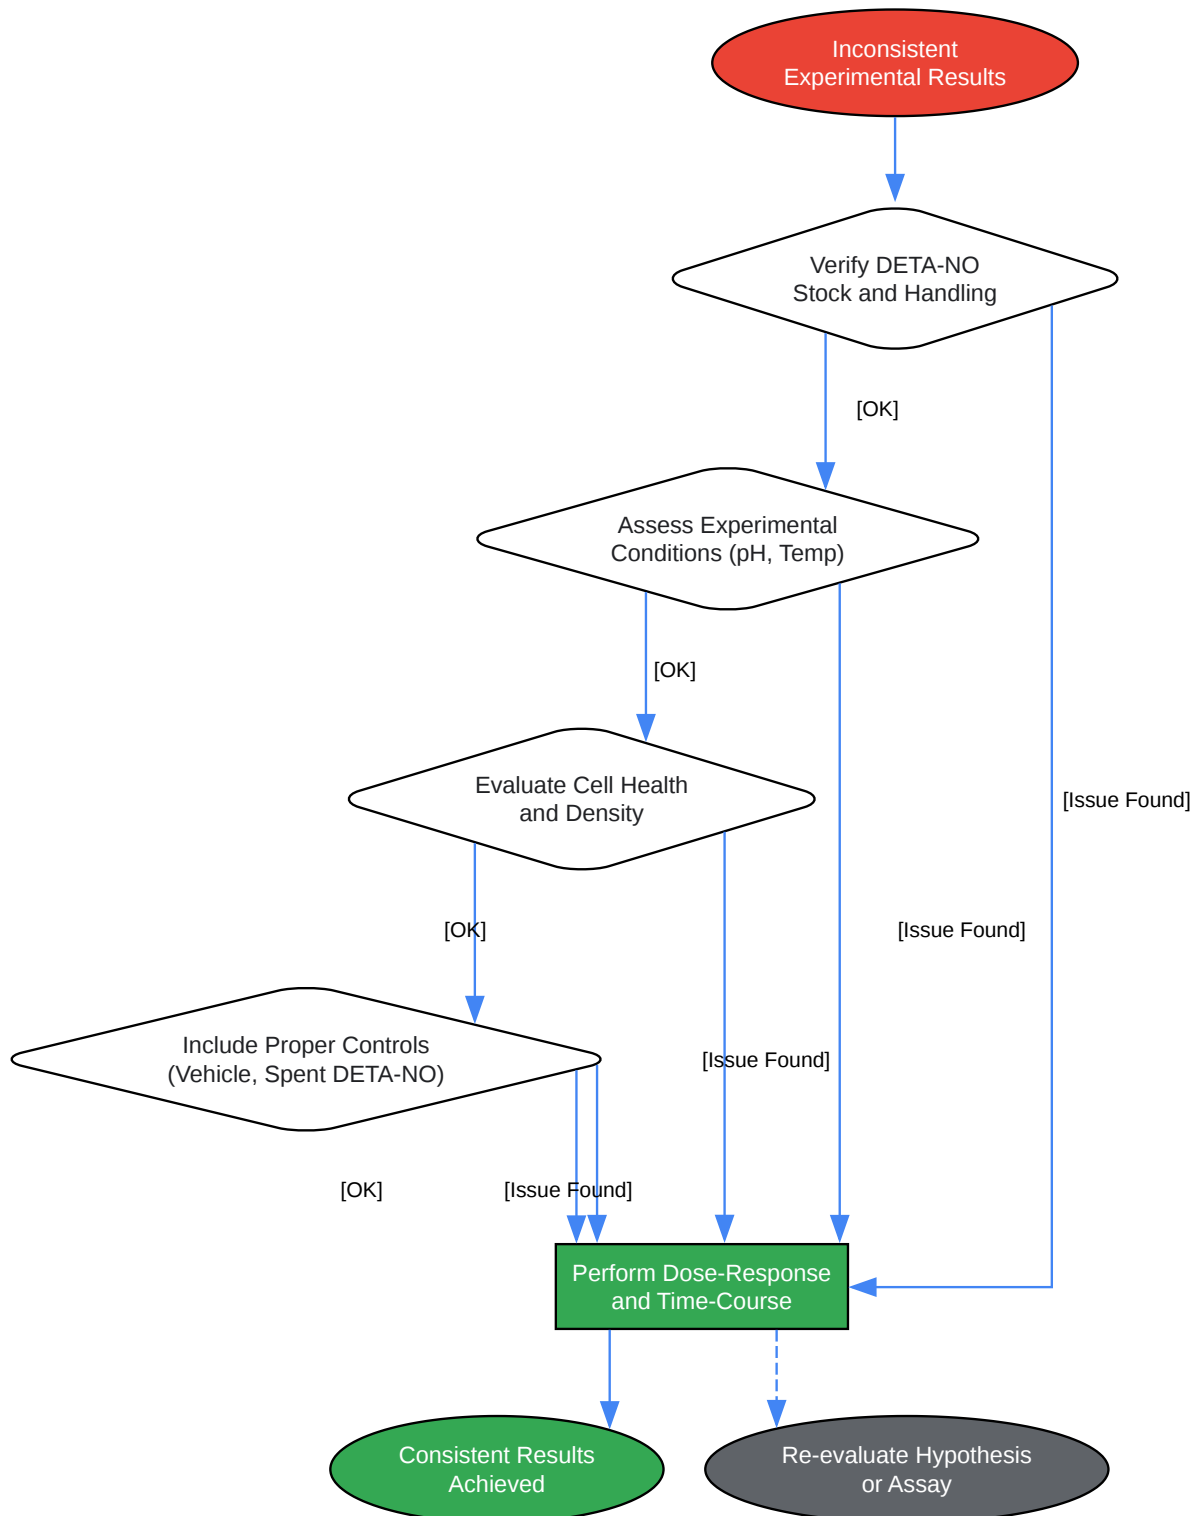 Inconsistent
Experimental Results
Verify DETA-NO
Stock and Handling
[OK]
Assess Experimental
Conditions (pH, Temp)
[OK]
Evaluate Cell Health
and Density
[Issue Found]
[OK]
[Issue Found]
Include Proper Controls
(Vehicle, Spent DETA-NO)
[Issue Found]
[OK]
[Issue Found]
Perform Dose-Response
and Time-Course
Consistent Results
Achieved
Re-evaluate Hypothesis
or Assay